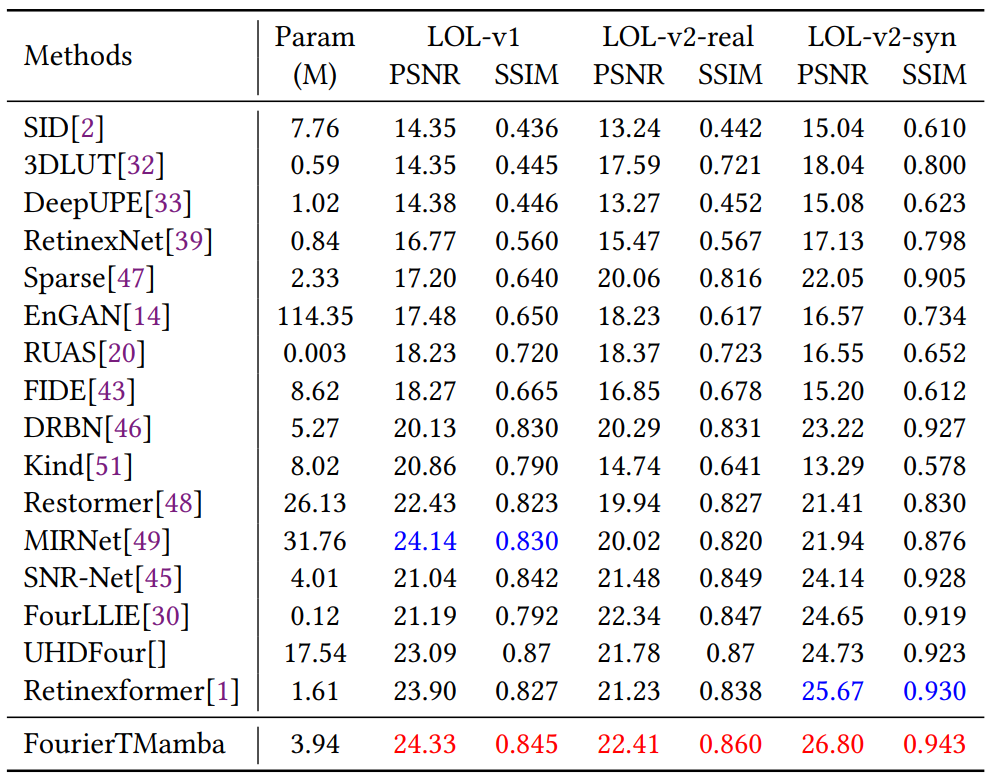 Methods Param LOL-v1 LOL-v2-real LOL-v2-syn
(M) PSNR SSIM PSNR SSIM PSNR SSIM
SID[2] 7.76 14.35 0.436 13.24 0.442 15.04 0.610
3DLUT[32] 0.59 14.35 0.445 17.59 0.721 18.04 0.800
DeepUPE[33] 1.02 14.38 0.446 13.27 0.452 15.08 0.623
RetinexNet[39] 0.84 16.77 0.560 15.47 0.567 17.13 0.798
Sparse[47] 2.33 17.20 0.640 20.06 0.816 22.05 0.905
EnGAN[14] 114.35 17.48 0.650 18.23 0.617 16.57 0.734
RUAS[20] 0.003 18.23 0.720 18.37 0.723 16.55 0.652
FIDE[43] 8.62 18.27 0.665 16.85 0.678 15.20 0.612
DRBN[46] 5.27 20.13 0.830 20.29 0.831 23.22 0.927
Kind[51] 8.02 20.86 0.790 14.74 0.641 13.29 0.578
Restormer[48] 26.13 22.43 0.823 19.94 0.827 21.41 0.830
MIRNet[49] 31.76 24.14 0.830 20.02 0.820 21.94 0.876
SNR-Net[45] 4.01 21.04 0.842 21.48 0.849 24.14 0.928
FourLLIE[30] 0.12 21.19 0.792 22.34 0.847 24.65 0.919
UHDFour[] 17.54 23.09 0.87 21.78 0.87 24.73 0.923
Retinexformer[1] 1.61 23.90 0.827 21.23 0.838 25.67 0.930
FourierTMamba 3.94 24.33 0.845 22.41 0.860 26.80 0.943